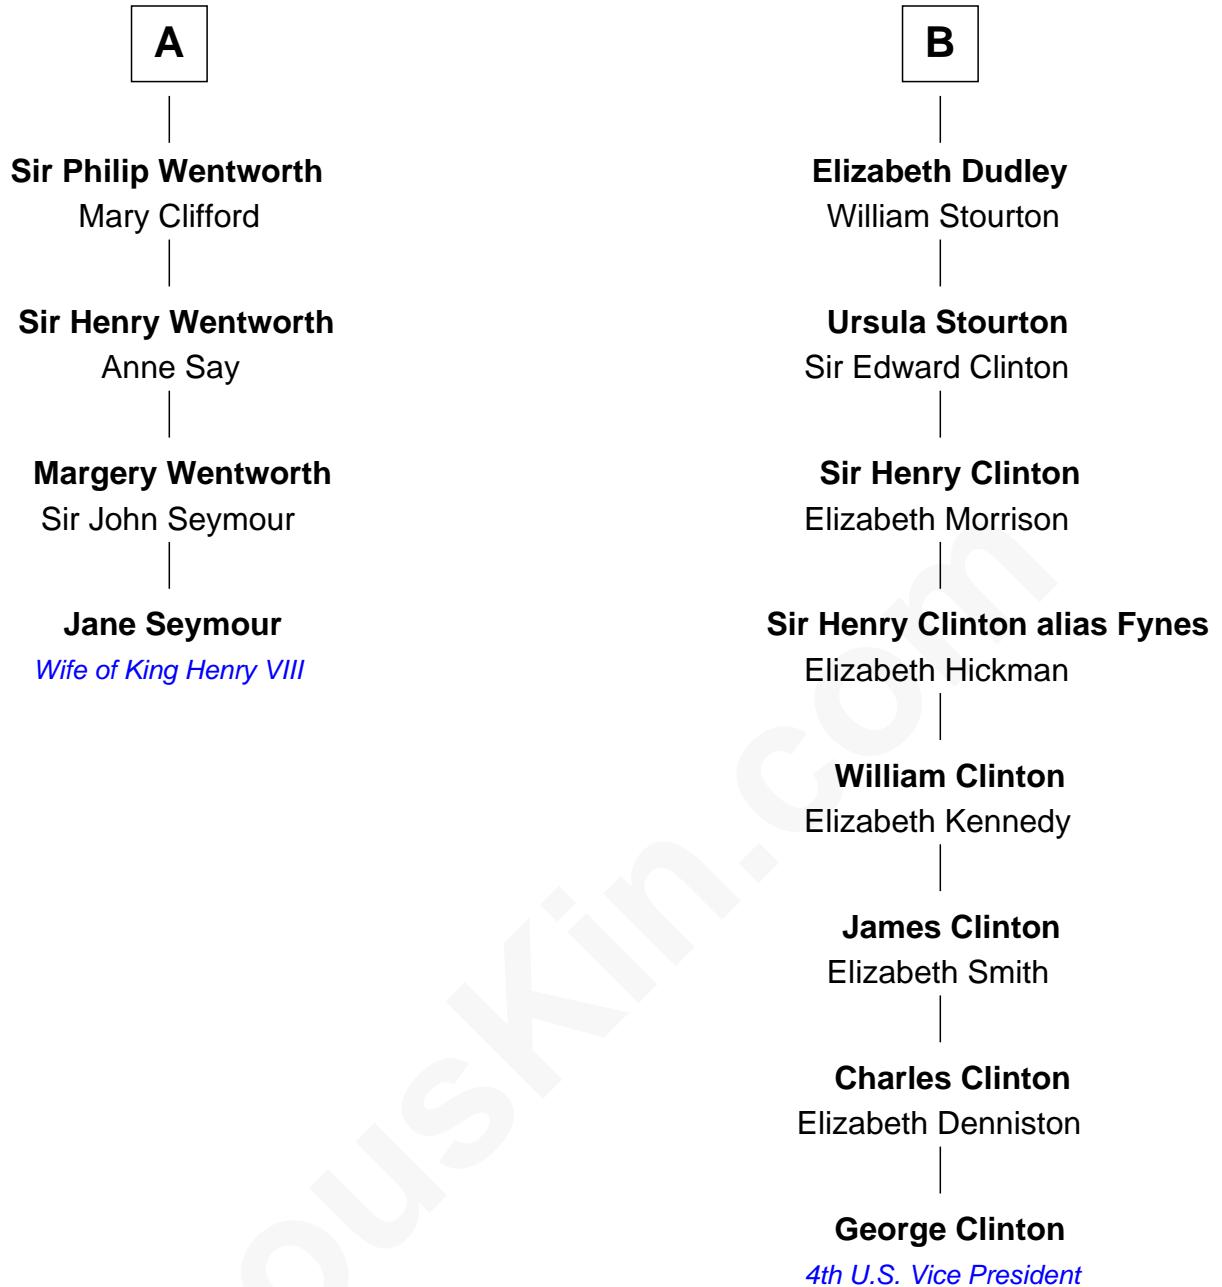 A
Sir Philip Wentworth
Mary Clifford
Sir Henry Wentworth
Anne Say
Margery Wentworth
Sir John Seymour
Jane Seymour
Wife of King Henry VIII
B
Elizabeth Dudley
William Stourton
Ursula Stourton
Sir Edward Clinton
Sir Henry Clinton
Elizabeth Morrison
Sir Henry Clinton alias Fynes
Elizabeth Hickman
William Clinton
Elizabeth Kennedy
James Clinton
Elizabeth Smith
Charles Clinton
Elizabeth Denniston
George Clinton
4th U.S. Vice President
ousKin.com